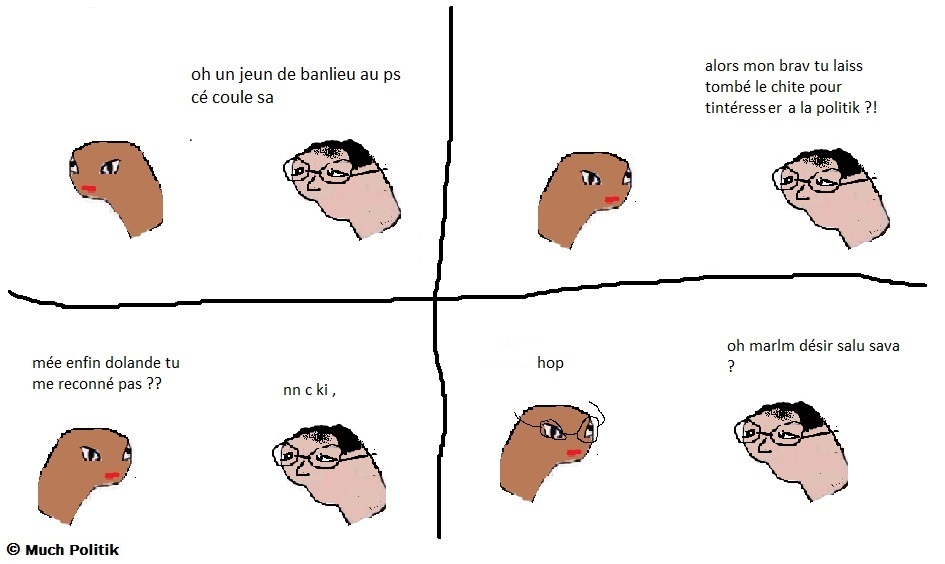 oh un jeun de banlieu au ps
cé coule sa
alors mon brav tu laiss
tombé le chite pour
tintéresser a la politik ?!
mée enfin dolande tu
me reconné pas ??
nn c ki ,
hop
oh marlm désir salu sava
?
© Much Politik